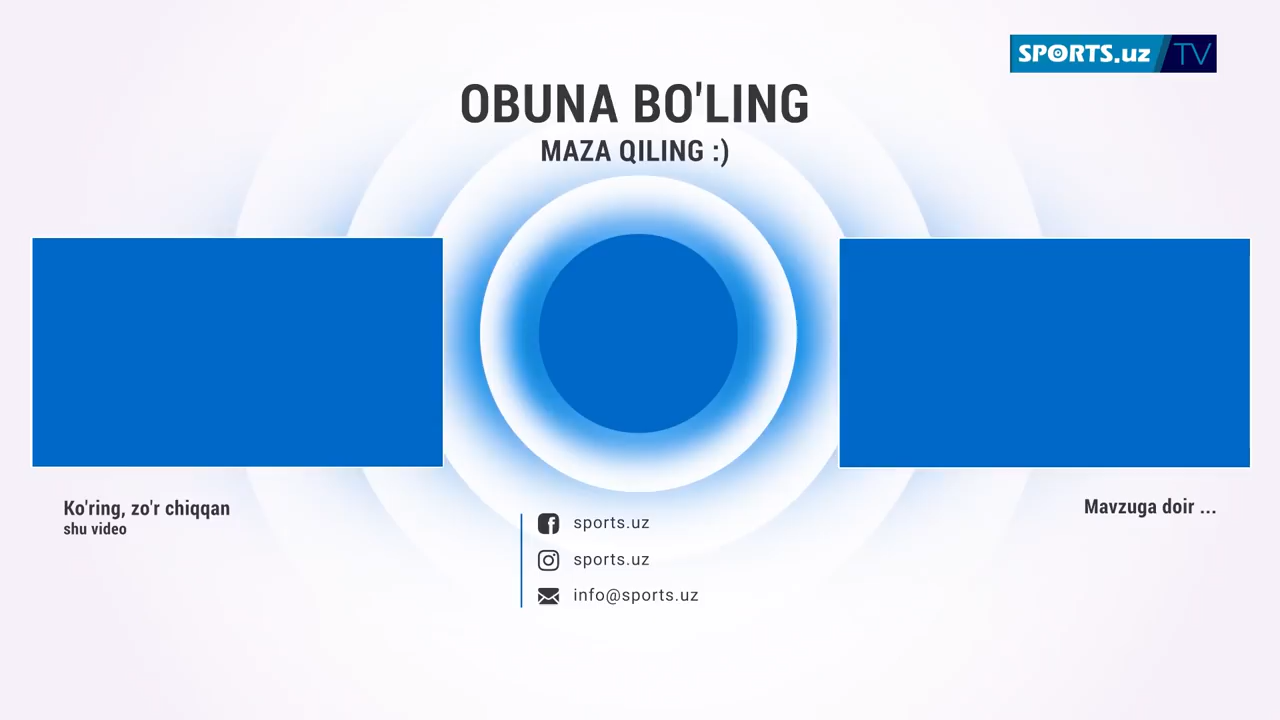 SPORTS.uz TV
OBUNA BO'LING
MAZA QILING :)
Ko'ring, zo'r chiqqan
shu video
Mavzuga doir ...
sports.uz
sports.uz
info@sports.uz